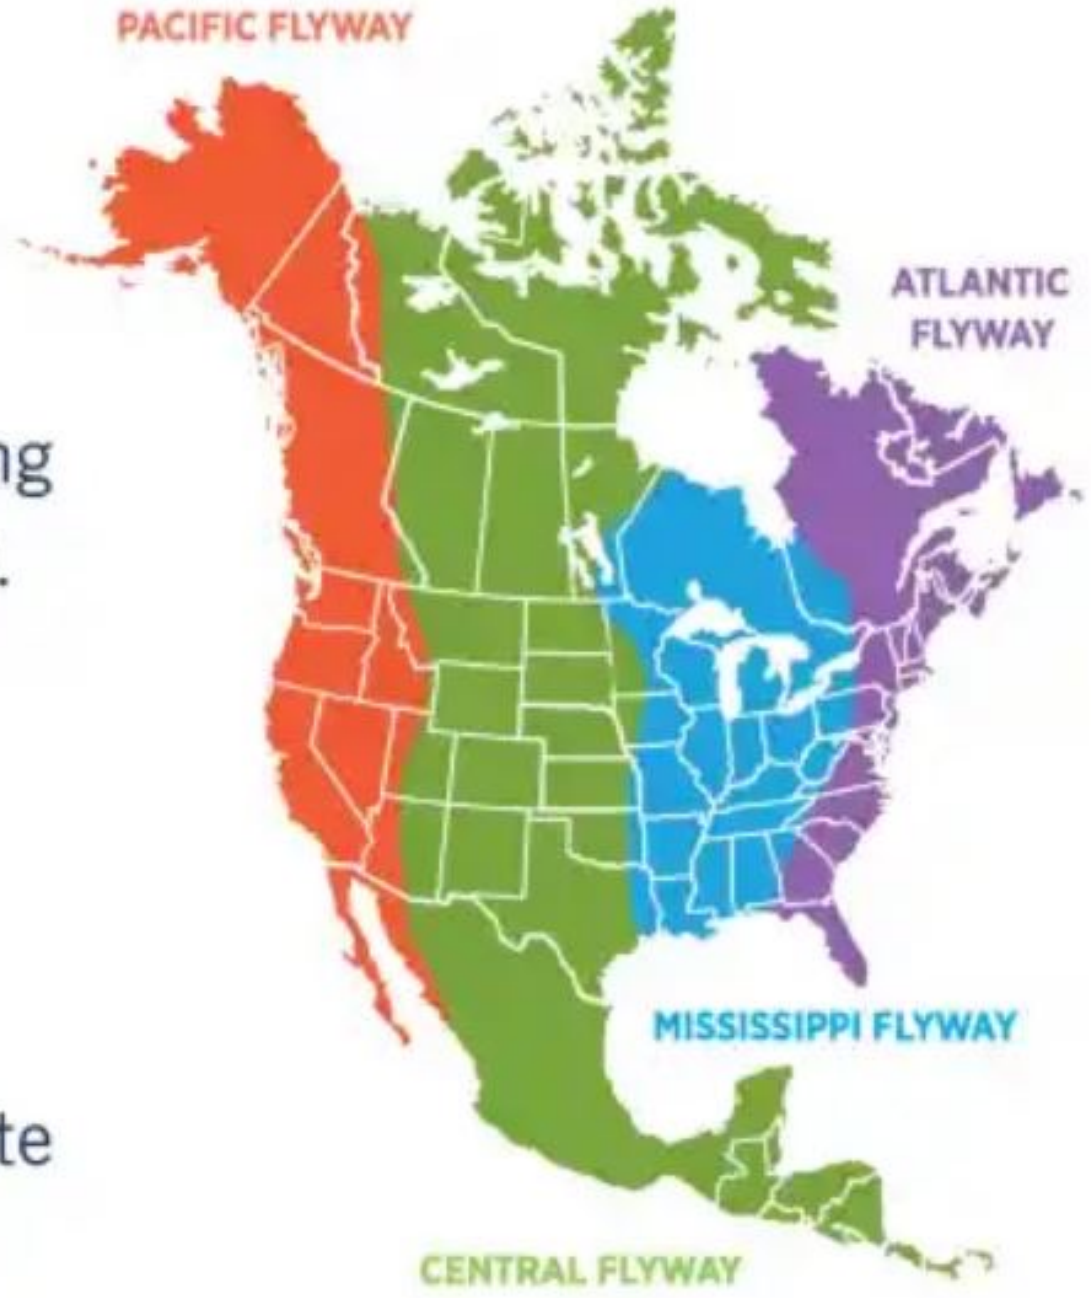 PACIFIC FLYWAY
ATLANTIC
FLYWAY
ng
.
MISSISSIPPI FLYWAY
te
CENTRAL FLYWAY